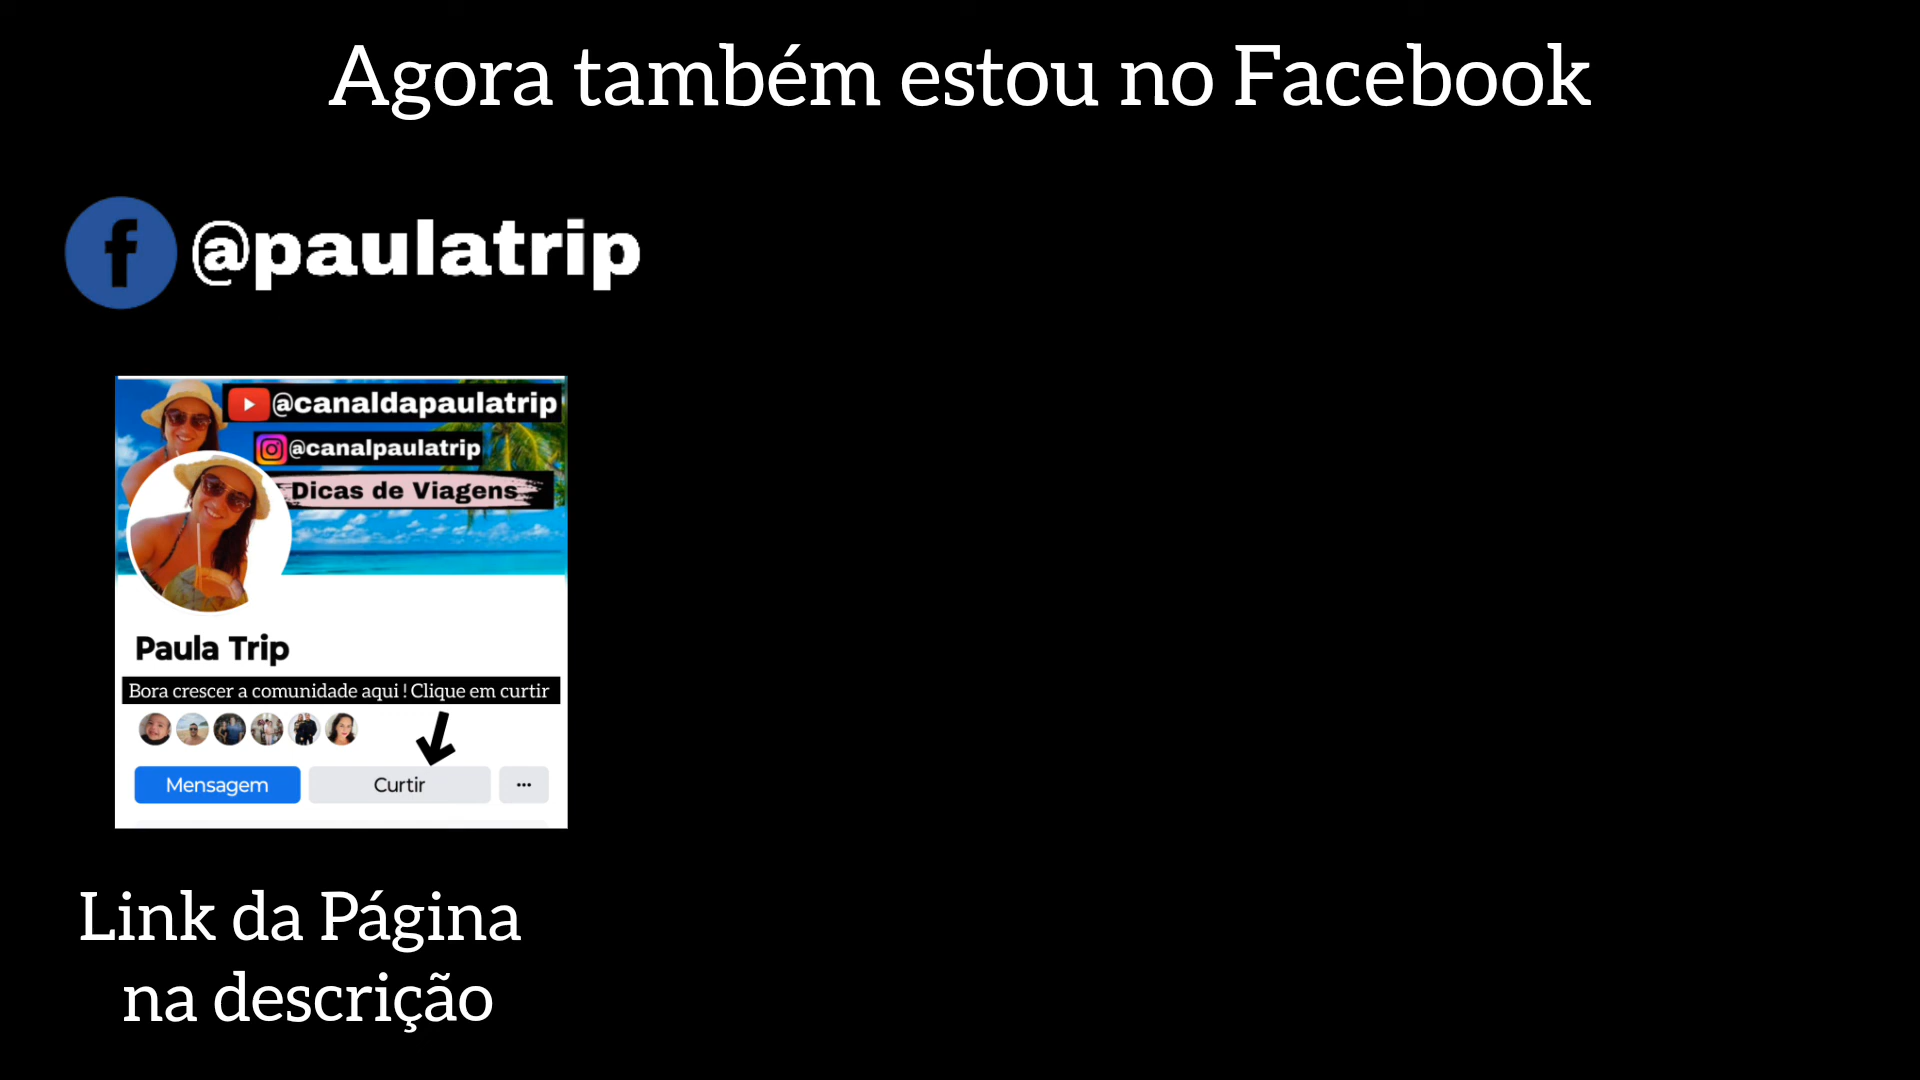 Agora também estou no Facebook
@paulatrip
@canaldapaulatrip
@canalpaulatrip
Dicas de Viagens
Paula Trip
Bora crescer a comunidade aqui ! Clique em curtir
Mensagem
Curtir
...
Link da Página
na descrição